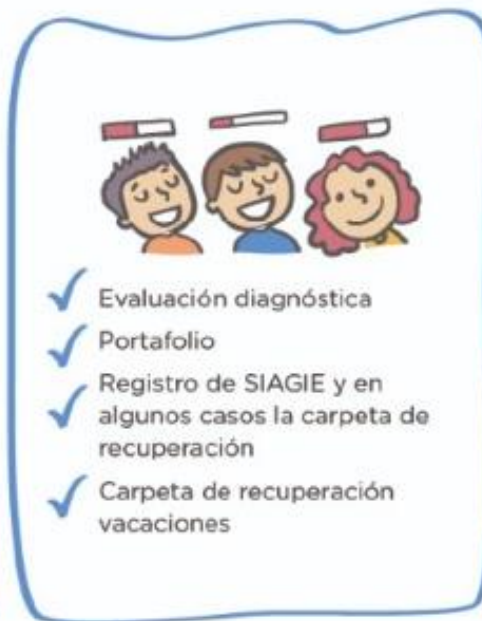 Evaluación diagnóstica
Portafolio
Registro de SIAGIE y en
algunos casos la carpeta de
recuperación
Carpeta de recuperación
vacaciones